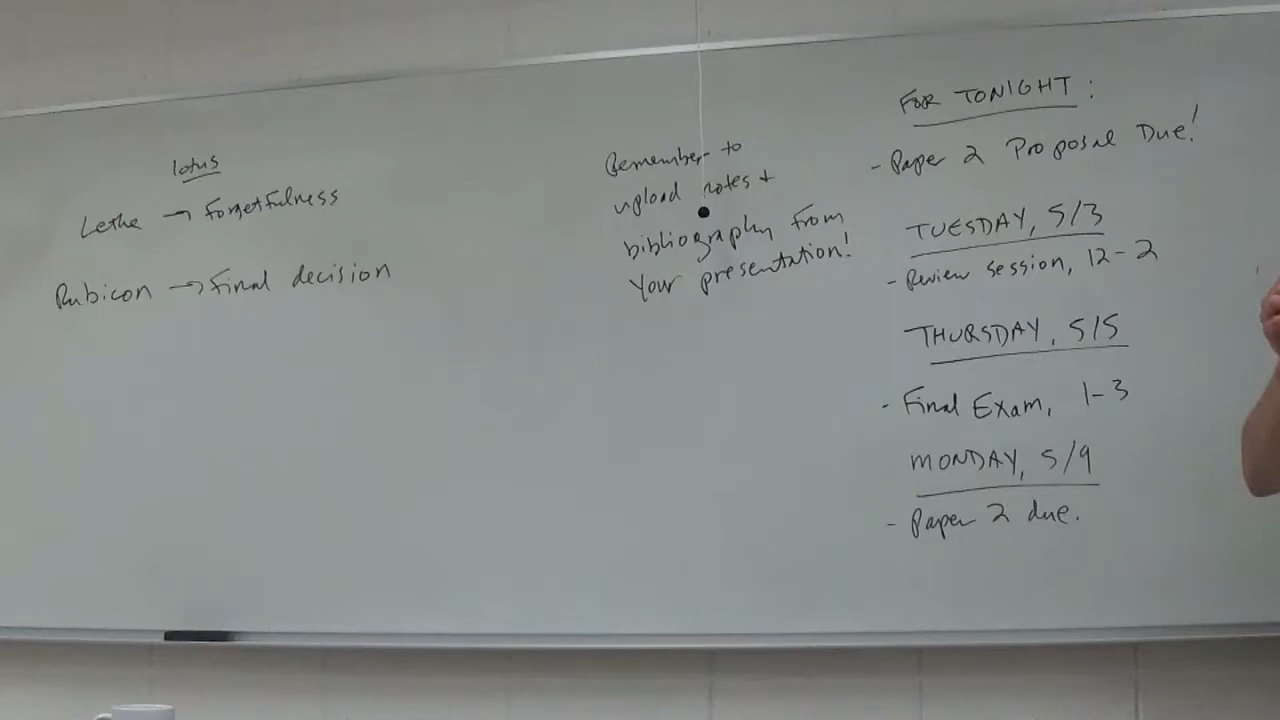 lotus
Lethe → Forgetfulness
Rubicon → Final decision
Remember to
upload notes +
bibliography from
your presentation!
FOR TONIGHT:
- Paper 2 Proposal Due!
TUESDAY, 5/3
- Review session, 12-2
THURSDAY, 5/5
- Final Exam, 1-3
MONDAY, 5/9
- Paper 2 due.